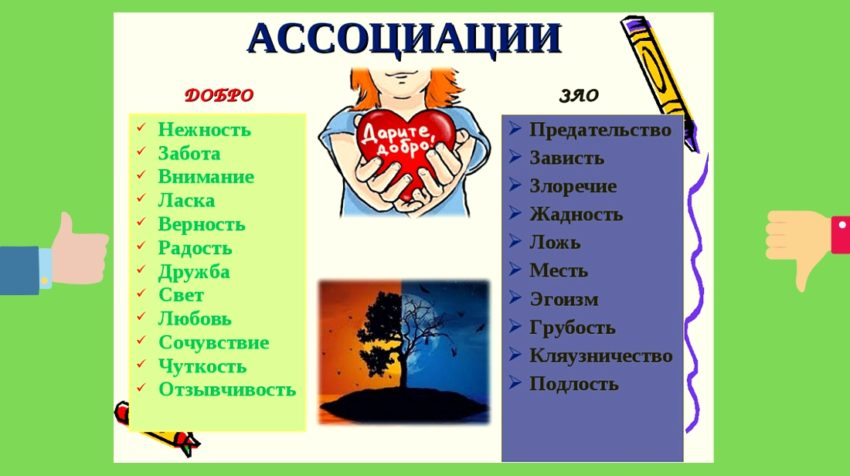 АССОЦИАЦИИ
ДОБРО
Нежность
Забота
Внимание
Ласка
Верность
Радость
Дружба
Свет
Любовь
Сочувствие
Чуткость
Отзывчивость
Дарите
добро!
ЗЛО
Предательство
Зависть
Злоречие
Жадность
Ложь
Месть
Эгоизм
Грубость
Кляузничество
Подлость